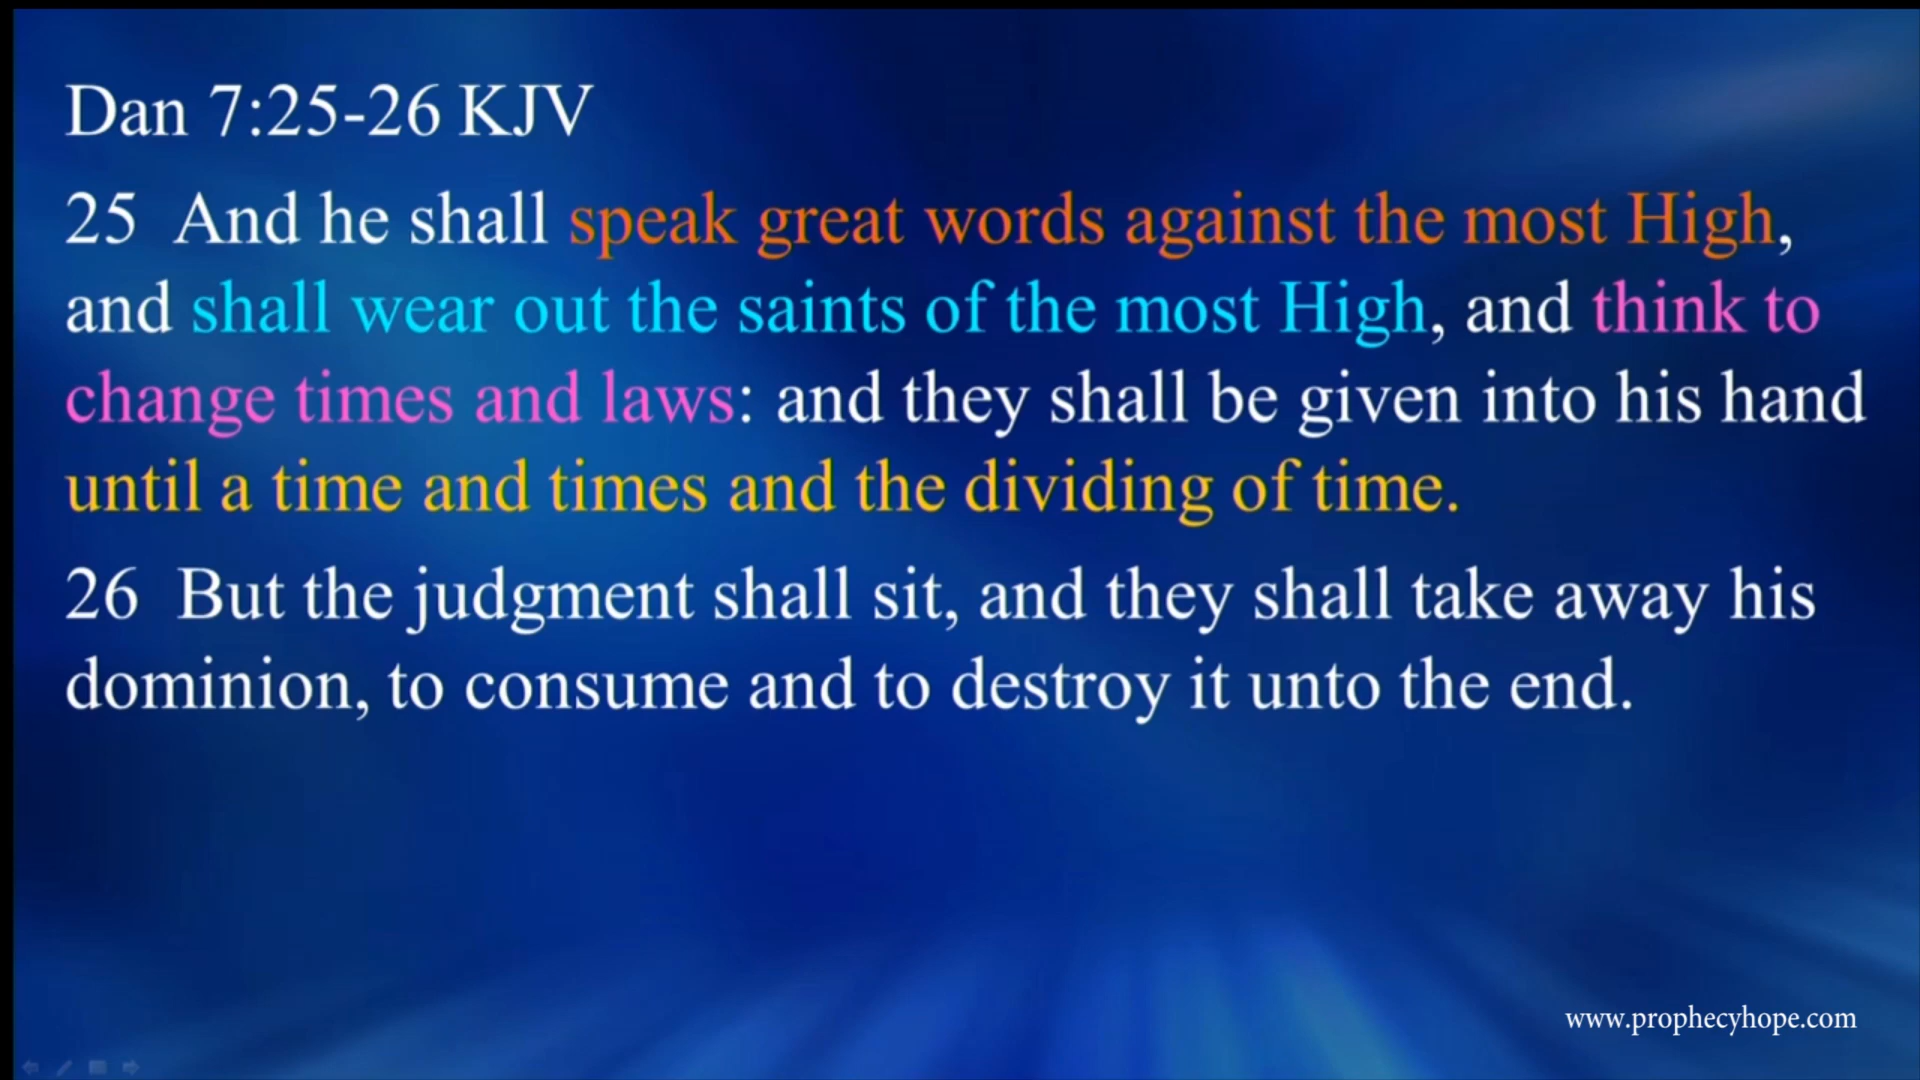 Dan 7:25-26 KJV
25 And he shall speak great words against the most High,
and shall wear out the saints of the most High, and think to
change times and laws: and they shall be given into his hand
until a time and times and the dividing of time.
26 But the judgment shall sit, and they shall take away his
dominion, to consume and to destroy it unto the end.
www.prophecyhope.com